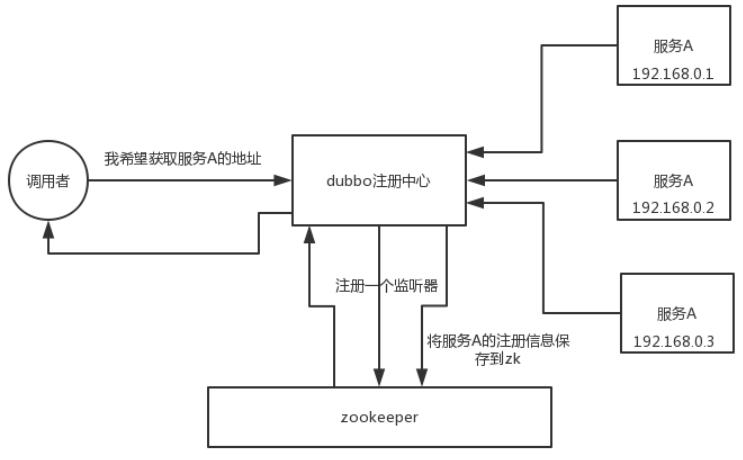 服务A
192.168.0.1
我希望获取服务A的地址
调用者
dubbo注册中心
服务A
192.168.0.2
注册一个监听器
服务A
192.168.0.3
将服务A的注册信息保
存到zk
zookeeper